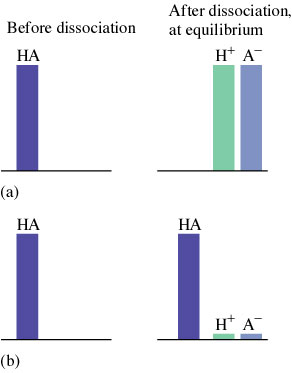 Before dissociation
After dissociation,
at equilibrium
HA
H⁺ A⁻
(a)
HA
HA
H⁺ A⁻
(b)